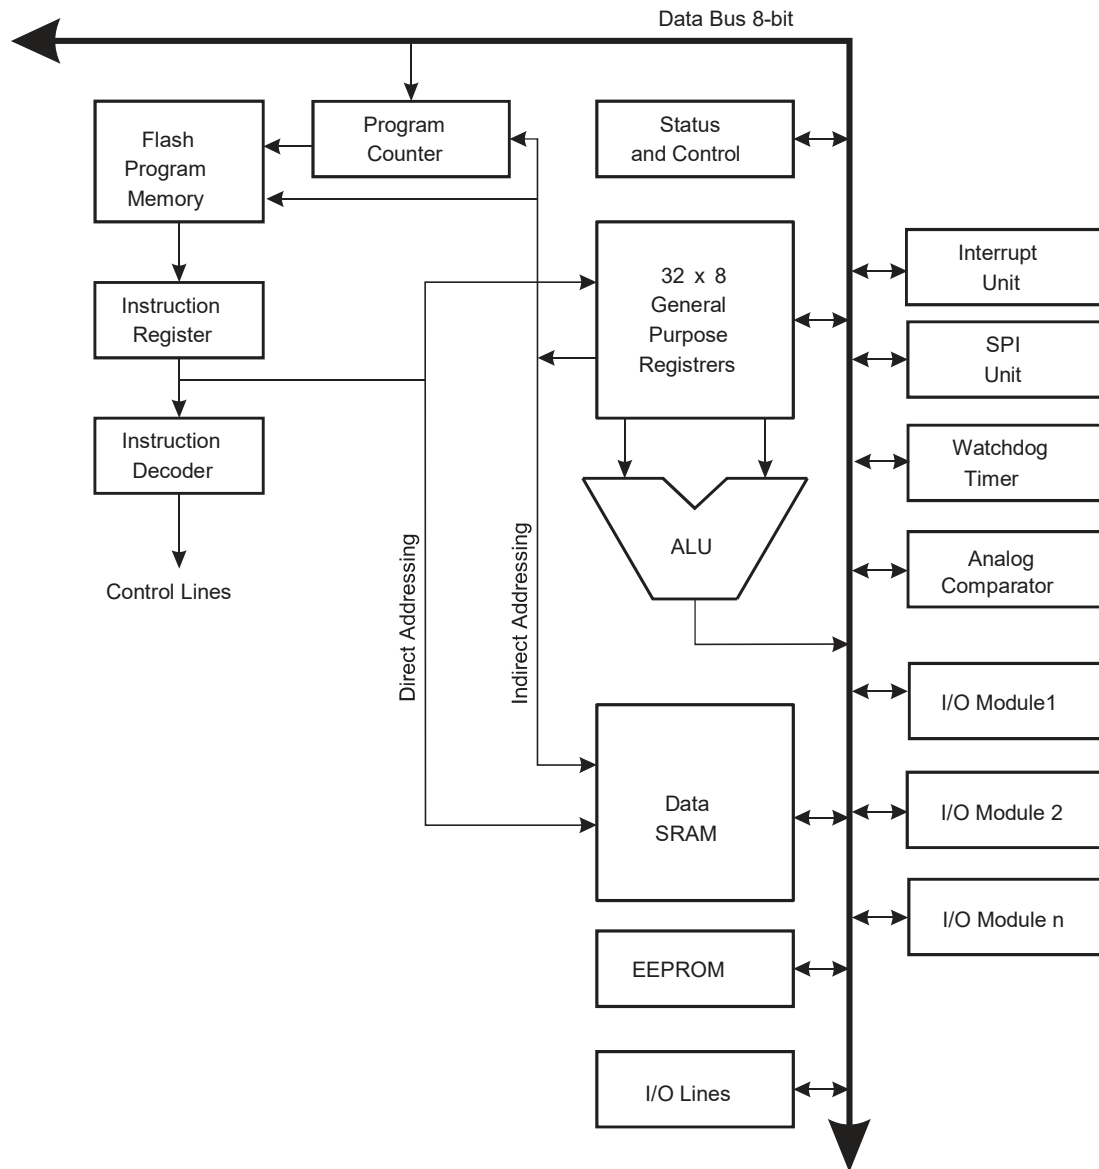 Data Bus 8-bit
Flash
Program
Memory
Program
Counter
Status
and Control
32 x 8
General
Purpose
Registrers
Interrupt
Unit
Instruction
Register
SPI
Unit
Instruction
Decoder
Watchdog
Timer
ALU
Control Lines
Direct Addressing
Indirect Addressing
Analog
Comparator
I/O Module1
Data
SRAM
I/O Module 2
I/O Module n
EEPROM
I/O Lines